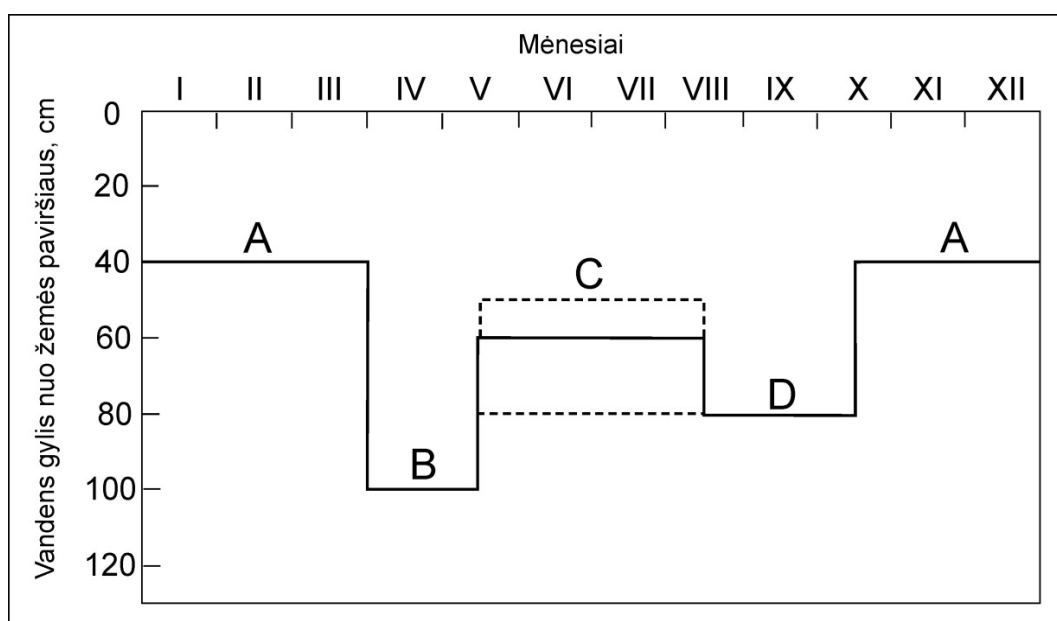 Mėnesiai
I II III IV V VI VII VIII IX X XI XII
Vandens gylis nuo žemės paviršiaus, cm
0
20
40
60
80
100
120
A
A
C
D
B